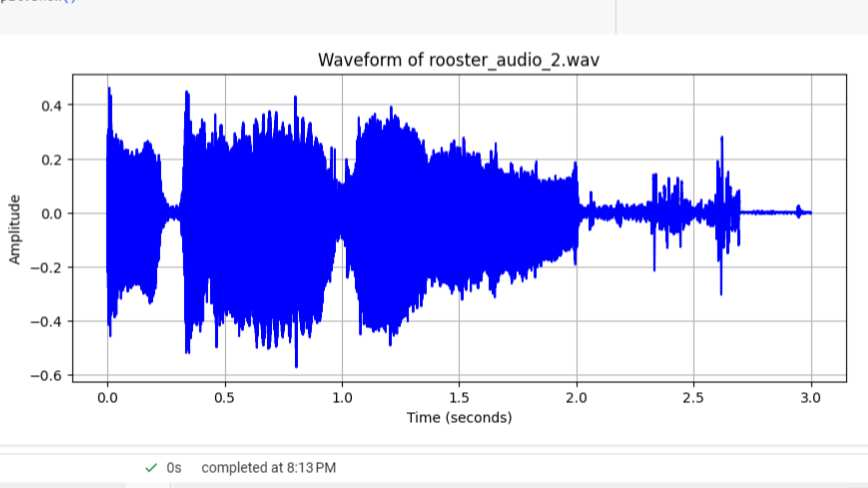 Waveform of rooster_audio_2.wav
0.4
0.2
0.0
−0.2
−0.4
−0.6
Amplitude
0.0 0.5 1.0 1.5 2.0 2.5 3.0
Time (seconds)
0s completed at 8:13 PM